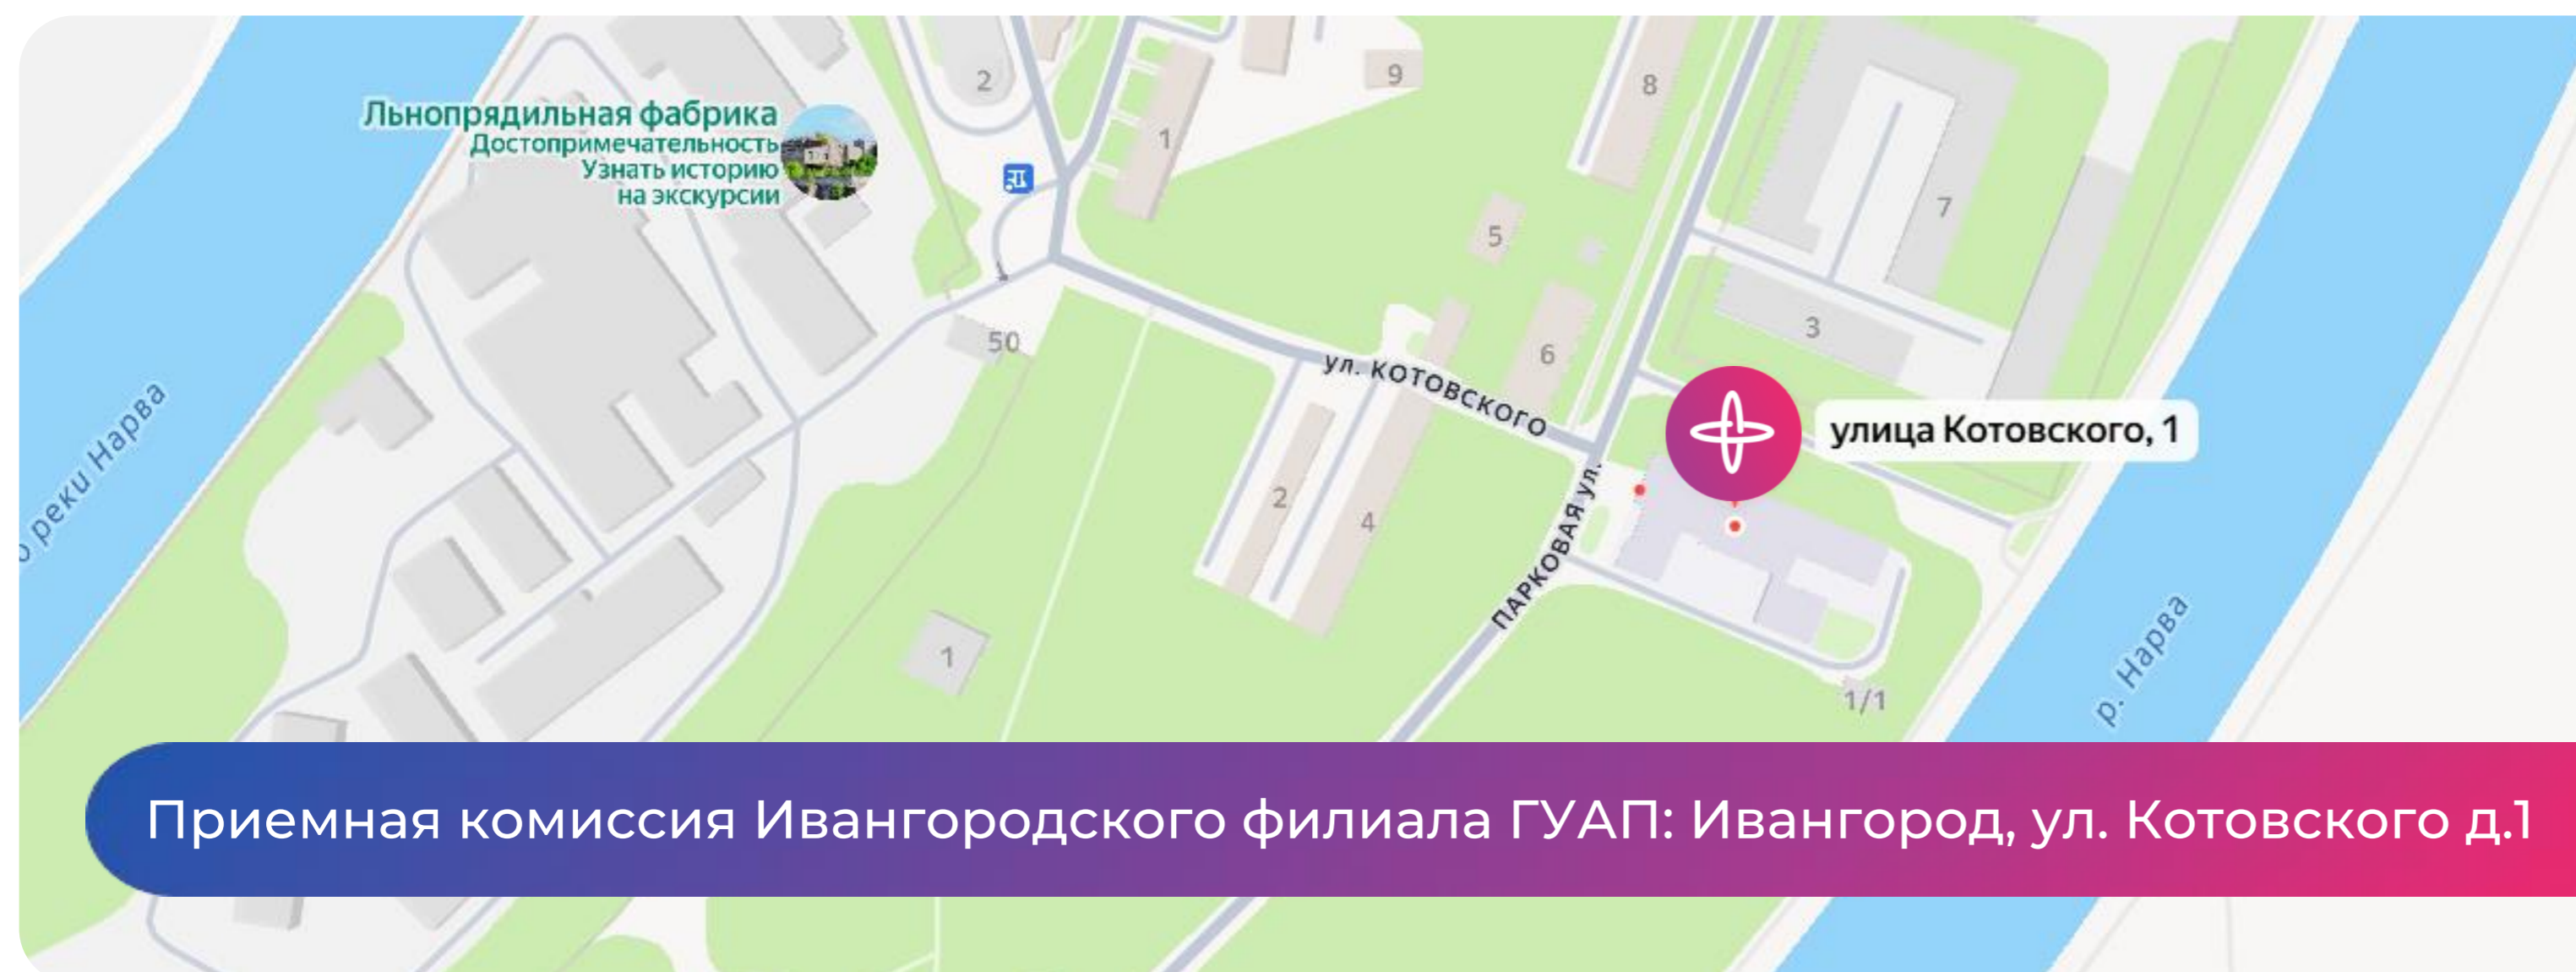 2
9
8
Льнопрядильная фабрика
Достопримечательность
Узнать историю
на экскурсии
1
7
5
3
50
6
ул. КОТОВСКОГО
улица Котовского, 1
реки Нарва
2
4
ПАРКОВАЯ ул.
1
р. Нарва
1/1
Приемная комиссия Ивангородского филиала ГУАП: Ивангород, ул. Котовского д.1